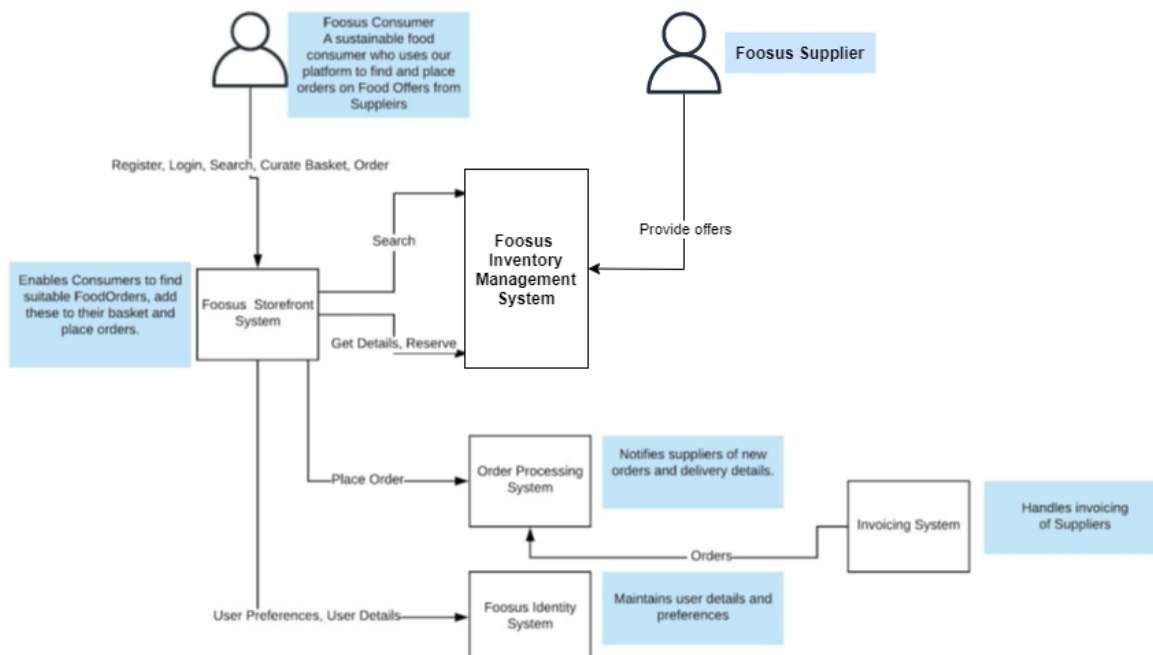 Foosus Consumer
A sustainable food
consumer who uses our
platform to find and place
orders on Food Offers from
Suppleirs
Foosus Supplier
Register, Login, Search, Curate Basket, Order
Search
Foosus
Inventory
Management
System
Provide offers
Enables Consumers to find
suitable FoodOrders, add
these to their basket and
place orders.
Foosus Storefront
System
Get Details, Reserve
Place Order
Order Processing
System
Notifies suppliers of new
orders and delivery details.
Invoicing System
Handles invoicing
of Suppliers
Orders
User Preferences, User Details
Foosus Identity
System
Maintains user details and
preferences